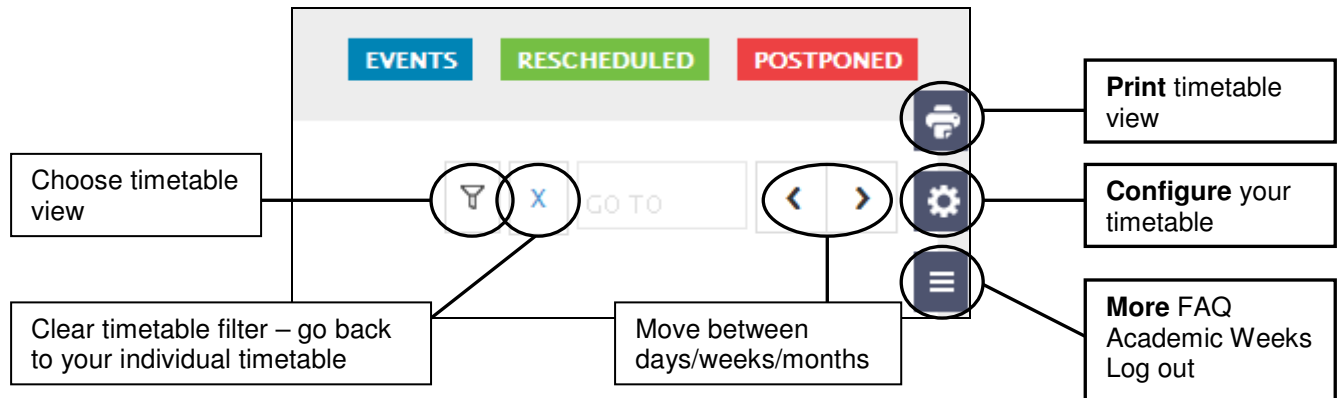 EVENTS RESCHEDULED POSTPONED
Print timetable
view
Choose timetable
view
X GO TO
Configure your
timetable
Clear timetable filter – go back
to your individual timetable
Move between
days/weeks/months
More FAQ
Academic Weeks
Log out